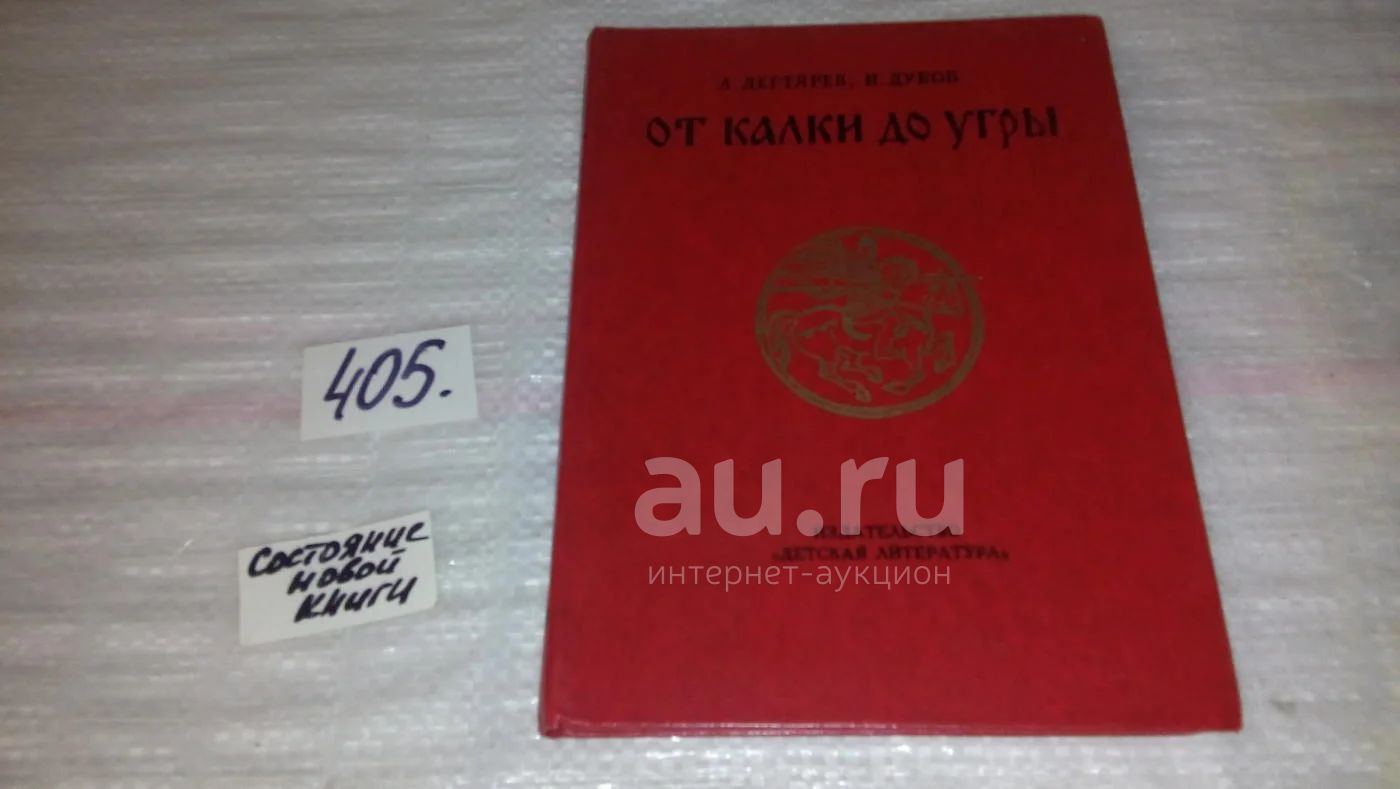 А. ДЕГТЯРЕВ, И. ДУБОВ
ОТ КАЛКИ ДО УГРЫ
405.
Состояние
новой
книги
au.ru
ИЗДАТЕЛЬСТВО
«ДЕТСКАЯ ЛИТЕРАТУРА»
интернет-аукцион